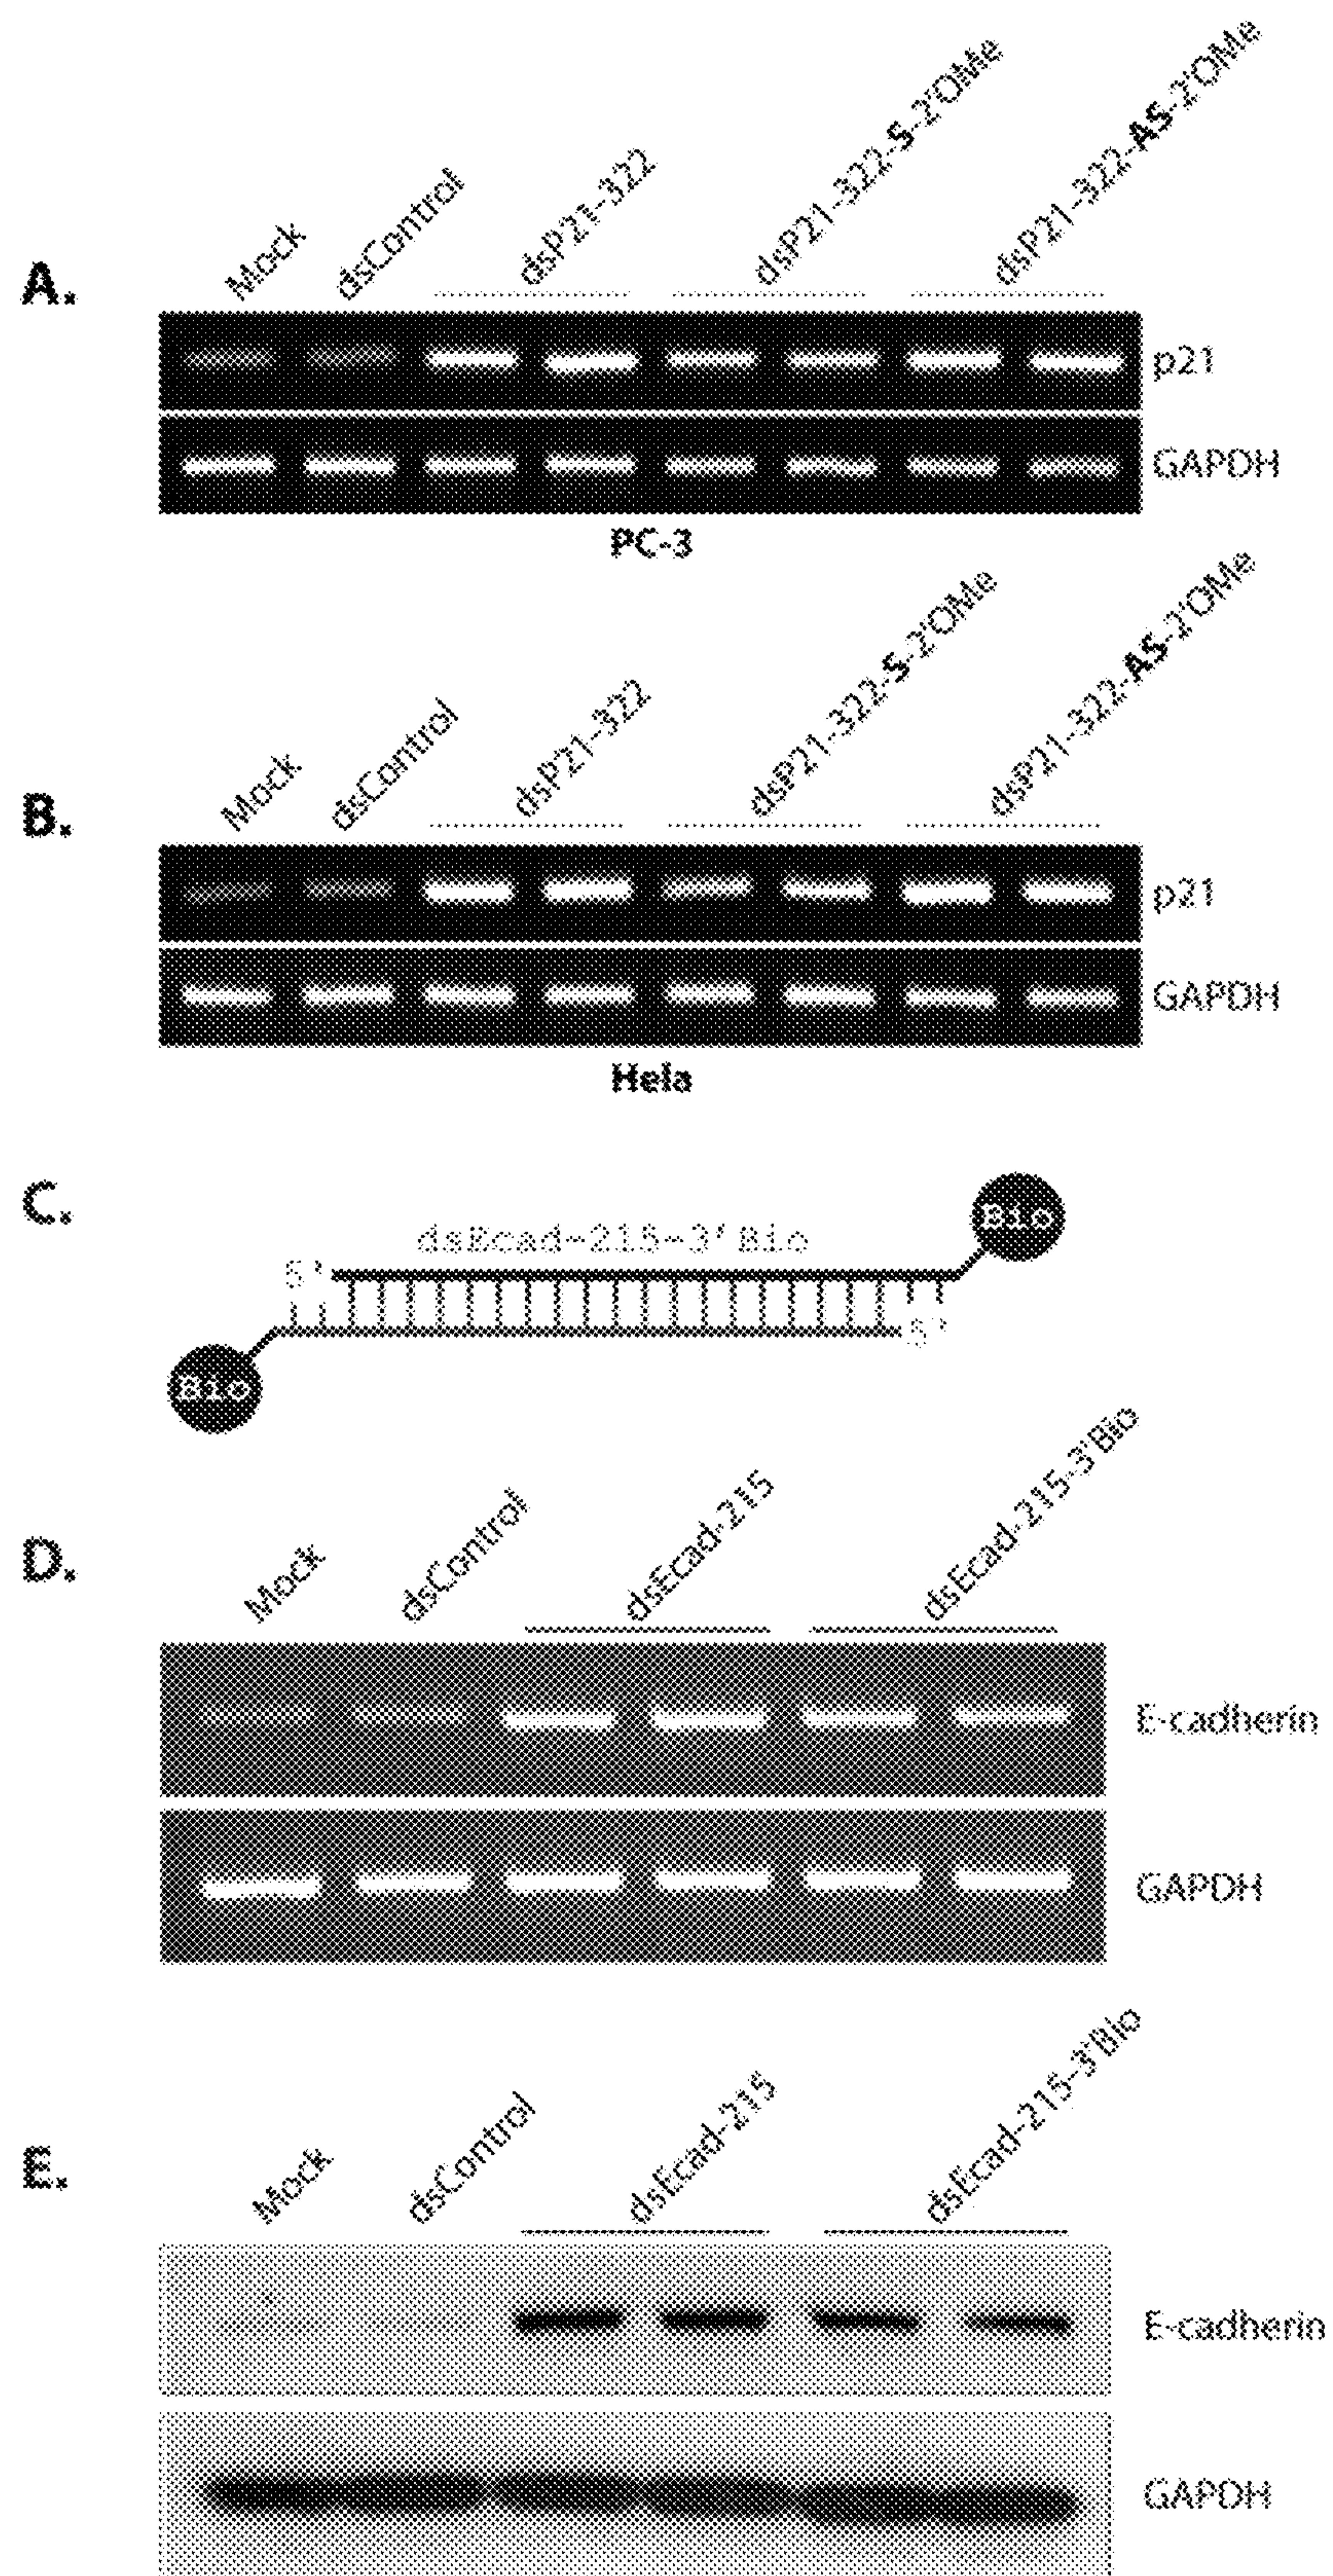 A.
Mock
dsControl
dsP21-322
dsP21-322-S-2'OMe
dsP21-322-AS-2'OMe
p21
GAPDH
PC-3
B.
Mock
dsControl
dsP21-322
dsP21-322-S-2'OMe
dsP21-322-AS-2'OMe
p21
GAPDH
Hela
C.
dsEcad-215-3'Bio
Bio
5'
5'
Bio
D.
Mock
dsControl
dsEcad-215
dsEcad-215-3'Bio
E-cadherin
GAPDH
E.
Mock
dsControl
dsEcad-215
dsEcad-215-3'Bio
E-cadherin
GAPDH